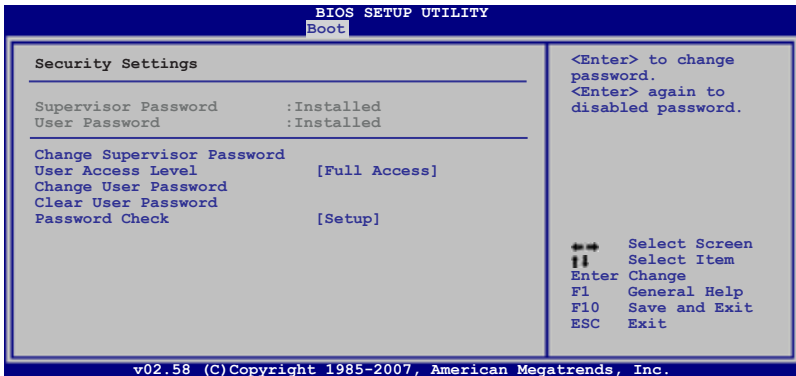 BIOS SETUP UTILITY
Boot
Security Settings
Supervisor Password :Installed
User Password :Installed
Change Supervisor Password
User Access Level [Full Access]
Change User Password
Clear User Password
Password Check [Setup]
<Enter> to change
password.
<Enter> again to
disabled password.
Select Screen
Select Item
Enter Change
F1 General Help
F10 Save and Exit
ESC Exit
v02.58 (C)Copyright 1985-2007, American Megatrends, Inc.